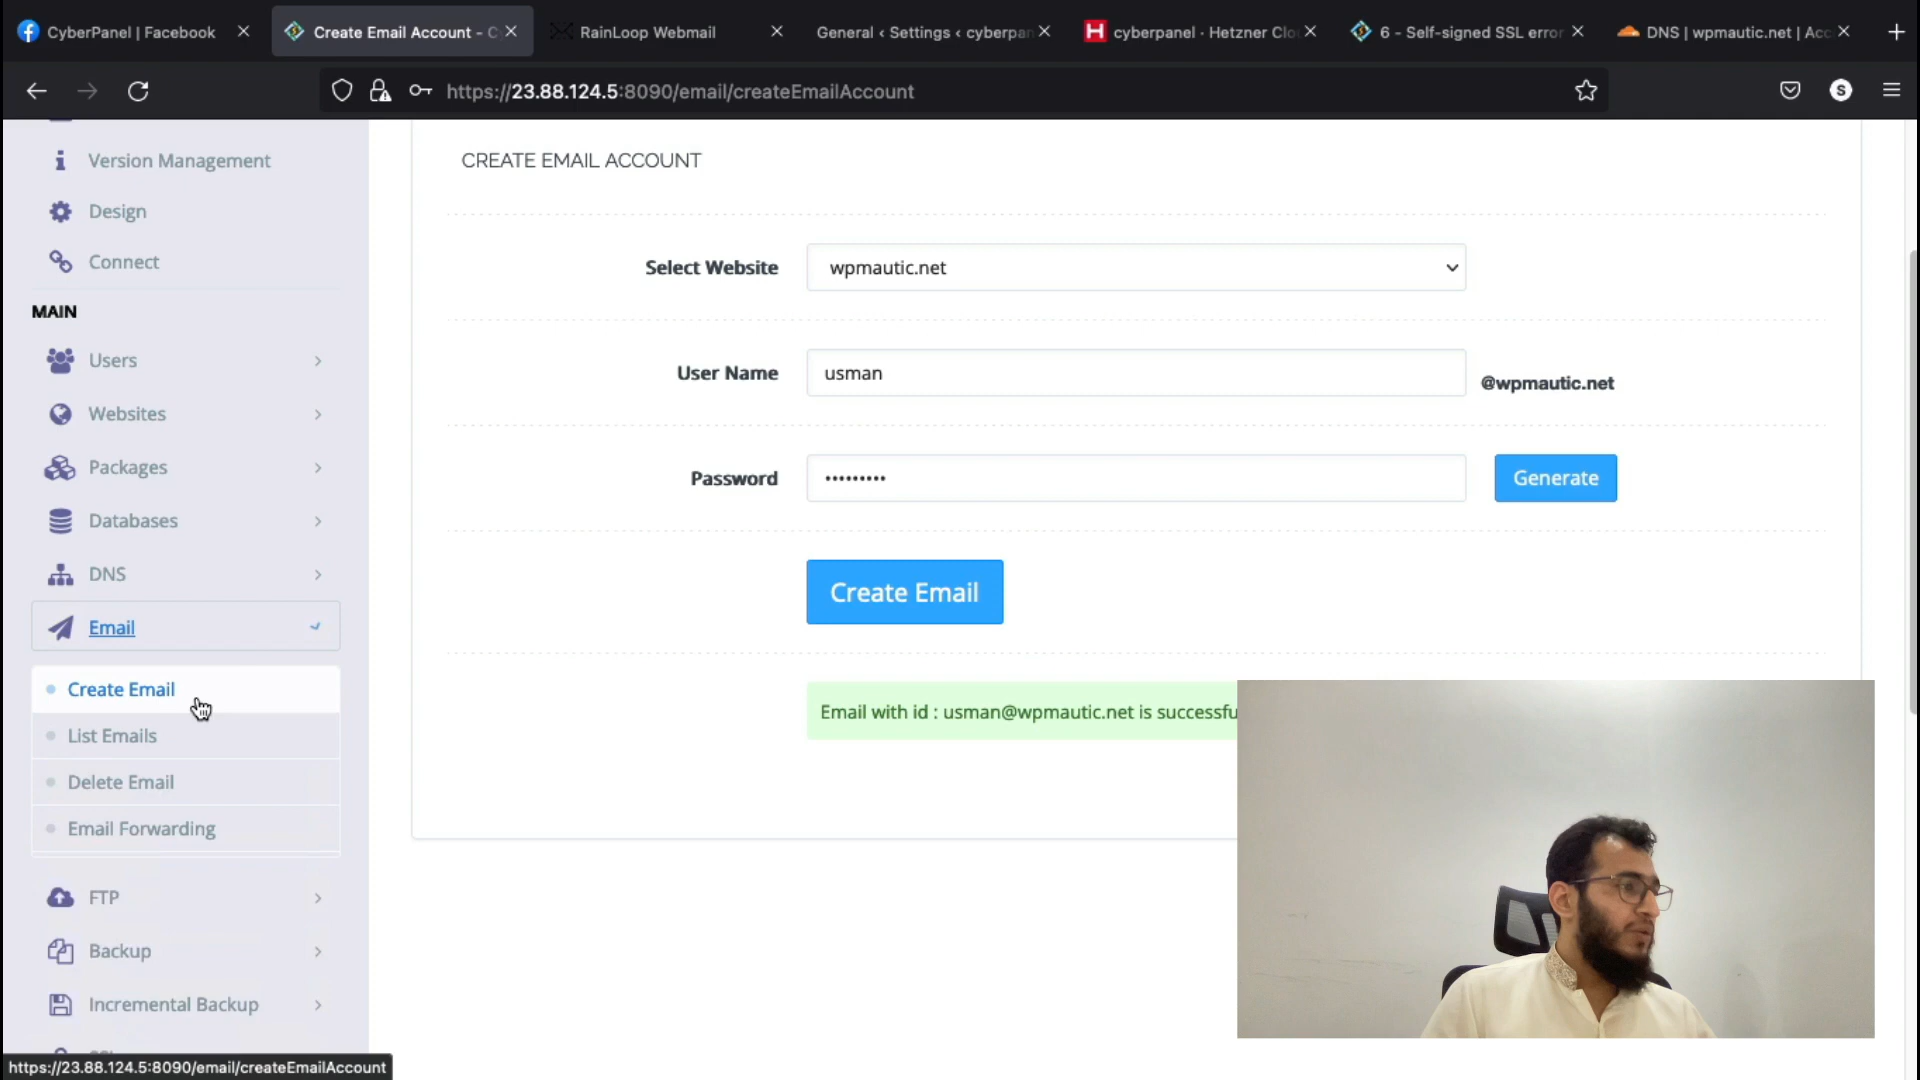 CyberPanel | Facebook
Create Email Account - C
RainLoop Webmail
General ‹ Settings ‹ cyberpan
cyberpanel · Hetzner Clo
6 - Self-signed SSL error
DNS | wpmautic.net | Acc
https://23.88.124.5:8090/email/createEmailAccount
S
Version Management
Design
Connect
MAIN
Users
Websites
Packages
Databases
DNS
Email
Create Email
List Emails
Delete Email
Email Forwarding
FTP
Backup
Incremental Backup
CREATE EMAIL ACCOUNT
Select Website
wpmautic.net
User Name
usman
@wpmautic.net
Password
•••••••••
Generate
Create Email
Email with id : usman@wpmautic.net is successfu
https://23.88.124.5:8090/email/createEmailAccount